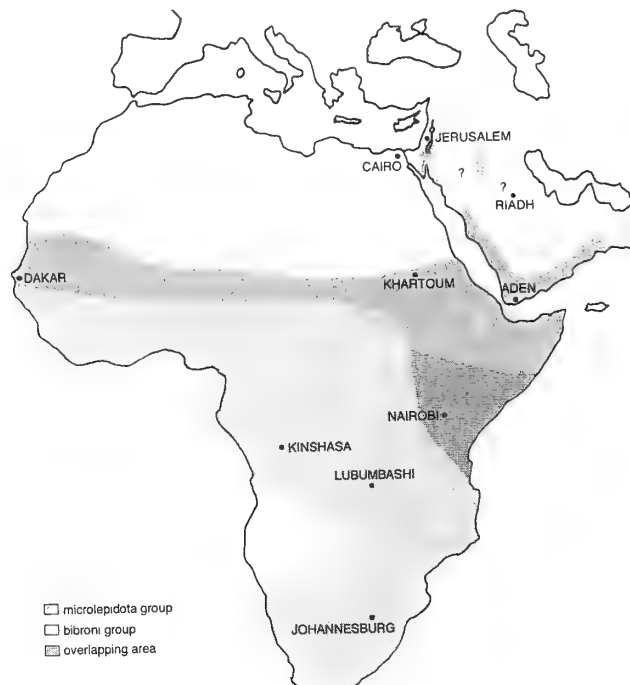 JERUSALEM
CAIRO
?
?
RIADH
DAKAR
KHARTOUM
ADEN
NAIROBI
KINSHASA
LUBUMBASHI
JOHANNESBURG
microlepidota group
bibroni group
overlapping area